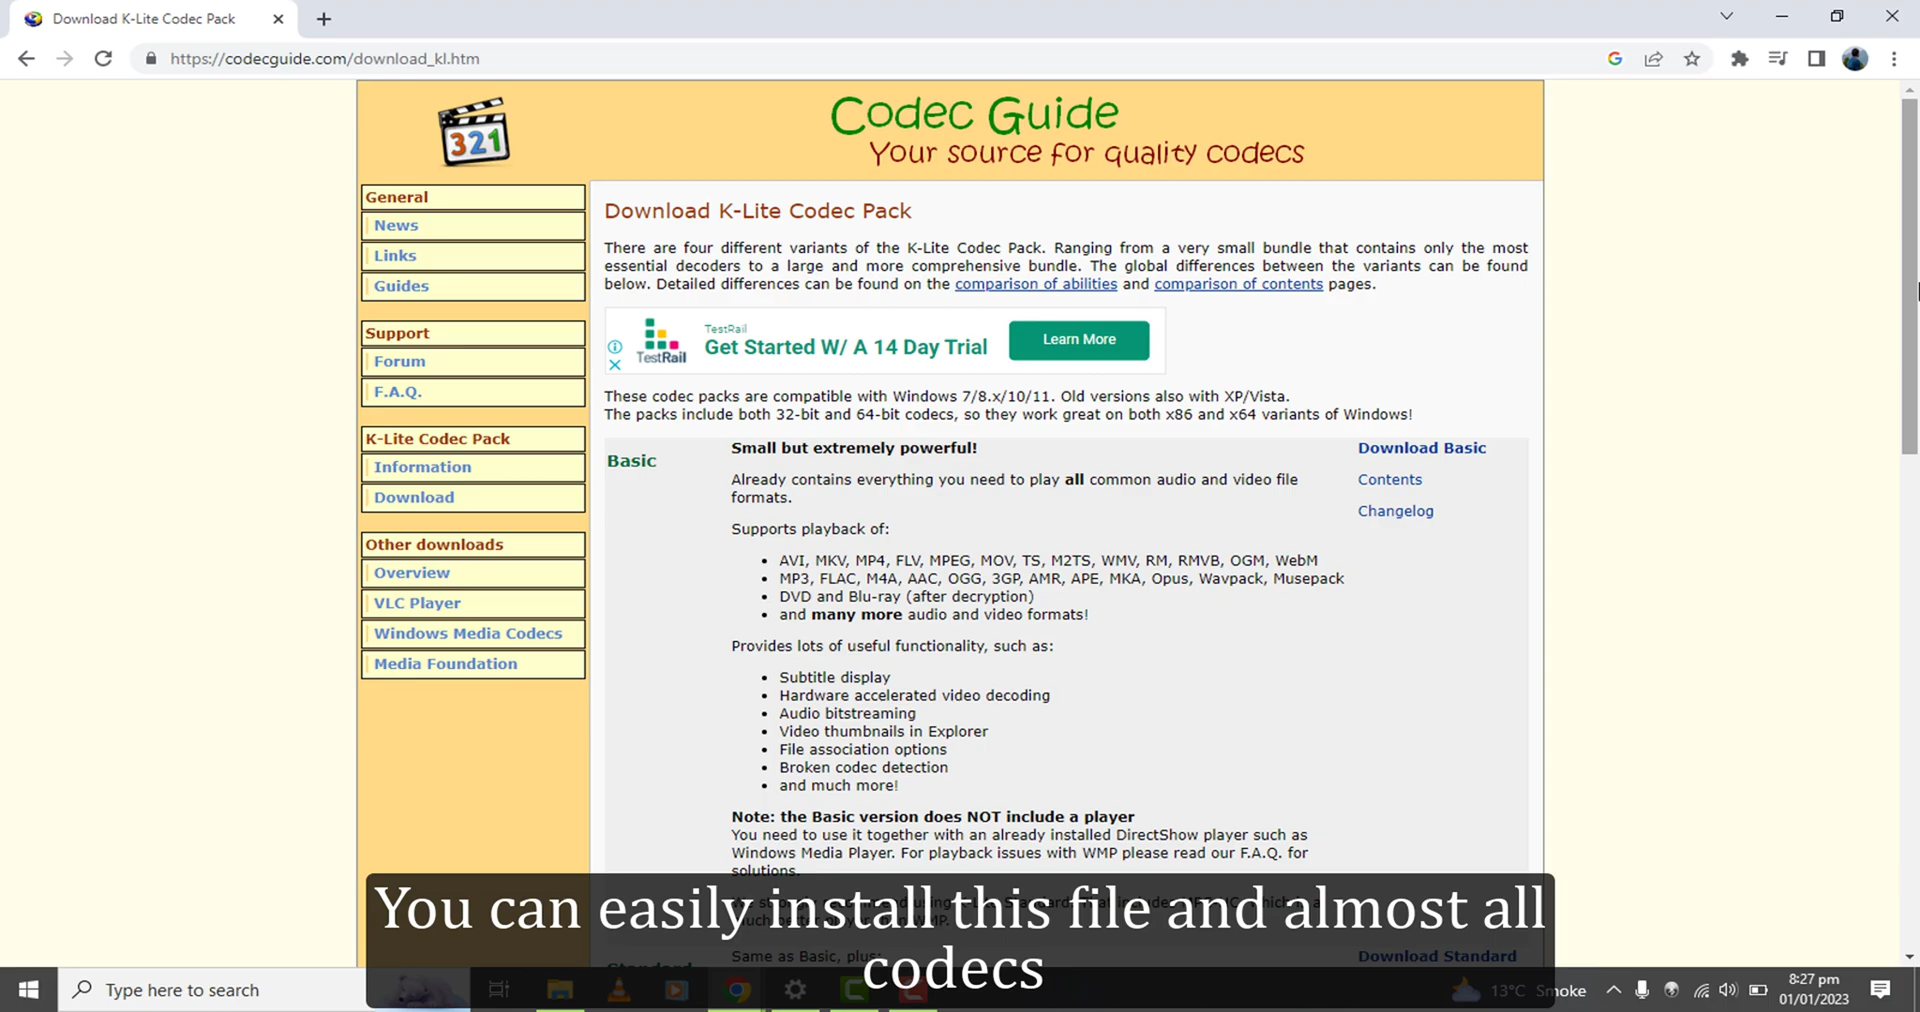 Download K-Lite Codec Pack
https://codecguide.com/download_kl.htm
321
Codec Guide
Your source for quality codecs
General
News
Links
Guides
Support
Forum
F.A.Q.
K-Lite Codec Pack
Information
Download
Other downloads
Overview
VLC Player
Windows Media Codecs
Media Foundation
Download K-Lite Codec Pack
There are four different variants of the K-Lite Codec Pack. Ranging from a very small bundle that contains only the most
essential decoders to a large and more comprehensive bundle. The global differences between the variants can be found
below. Detailed differences can be found on the comparison of abilities and comparison of contents pages.
TestRail
TestRail
Get Started W/ A 14 Day Trial
Learn More
These codec packs are compatible with Windows 7/8.x/10/11. Old versions also with XP/Vista.
The packs include both 32-bit and 64-bit codecs, so they work great on both x86 and x64 variants of Windows!
Basic
Small but extremely powerful!
Already contains everything you need to play all common audio and video file
formats.
Supports playback of:
• AVI, MKV, MP4, FLV, MPEG, MOV, TS, M2TS, WMV, RM, RMVB, OGM, WebM
• MP3, FLAC, M4A, AAC, OGG, 3GP, AMR, APE, MKA, Opus, Wavpack, Musepack
• DVD and Blu-ray (after decryption)
• and many more audio and video formats!
Provides lots of useful functionality, such as:
• Subtitle display
• Hardware accelerated video decoding
• Audio bitstreaming
• Video thumbnails in Explorer
• File association options
• Broken codec detection
• and much more!
Note: the Basic version does NOT include a player
You need to use it together with an already installed DirectShow player such as
Windows Media Player. For playback issues with WMP please read our F.A.Q. for
solutions.
Download Basic
Contents
Changelog
Standard
Same as Basic, plus:
Download Standard
You can easily install this file and almost all
codecs
Type here to search
13°C Smoke
8:27 pm
01/01/2023